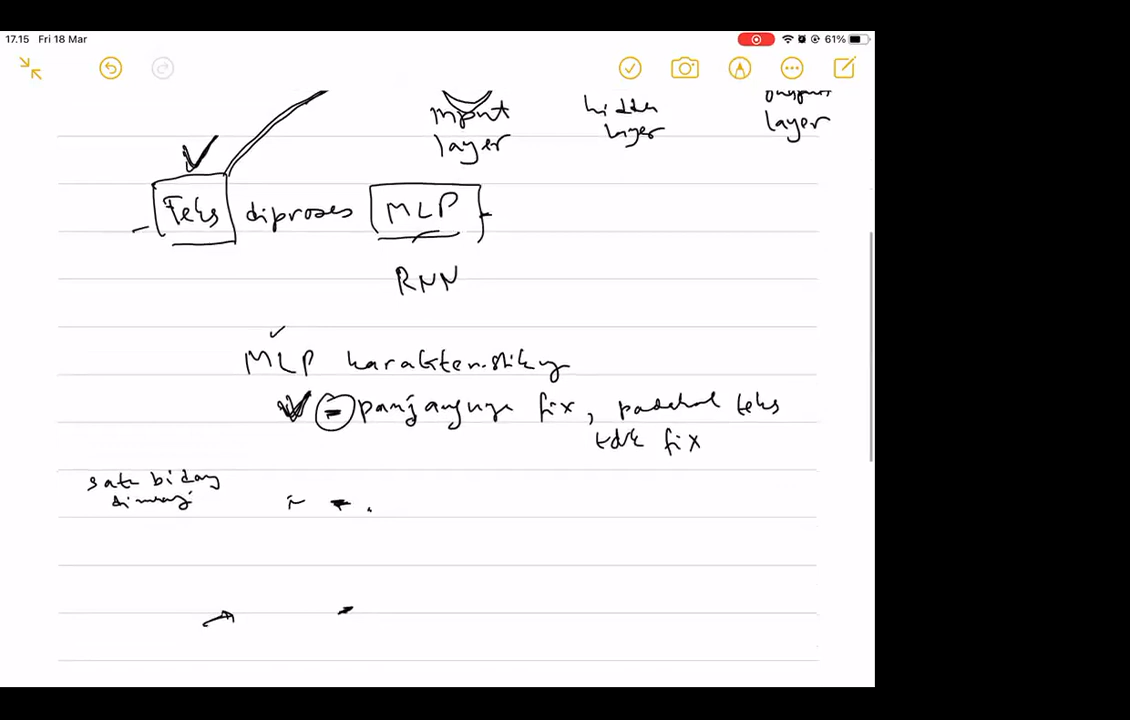 17.15 Fri 18 Mar
61%
input hidden
layer layer layer
Teks diproses MLP
RNN
MLP
panjangnya fix, padahal teks
tdk fix
satu bidang
dimensi